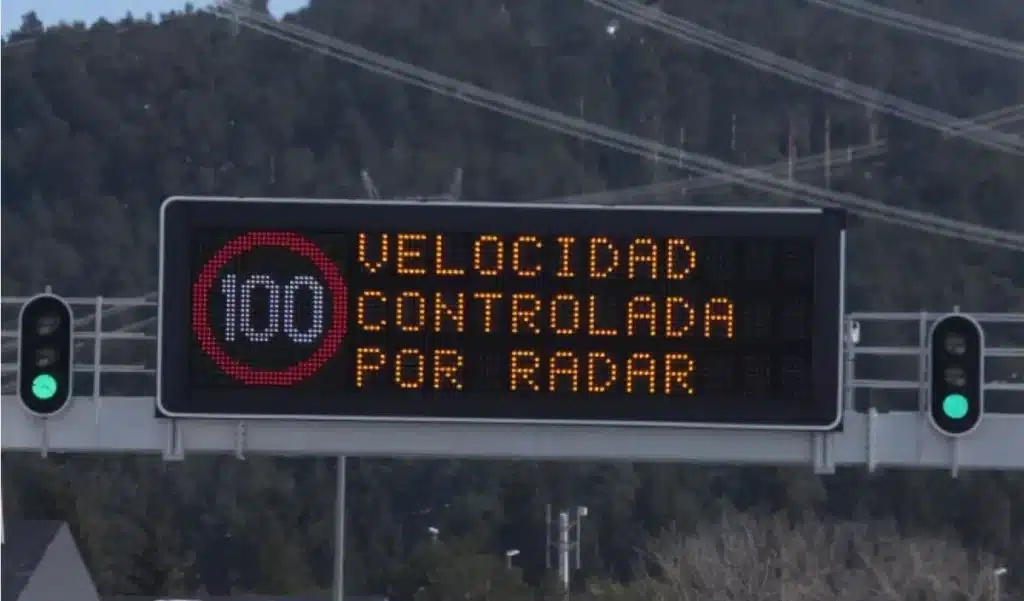 100
VELOCIDAD
CONTROLADA
POR RADAR